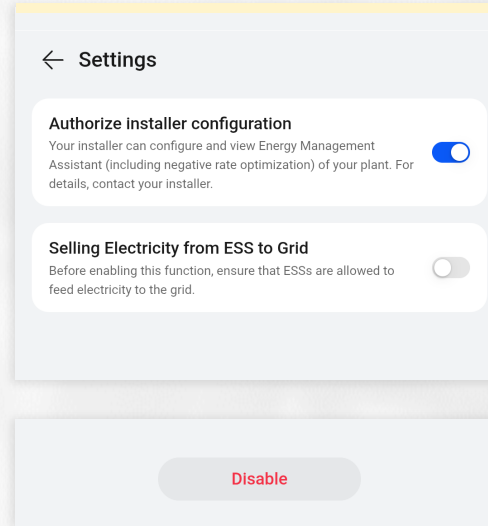 Settings
Authorize installer configuration
Your installer can configure and view Energy Management
Assistant (including negative rate optimization) of your plant. For
details, contact your installer.
Selling Electricity from ESS to Grid
Before enabling this function, ensure that ESSs are allowed to
feed electricity to the grid.
Disable